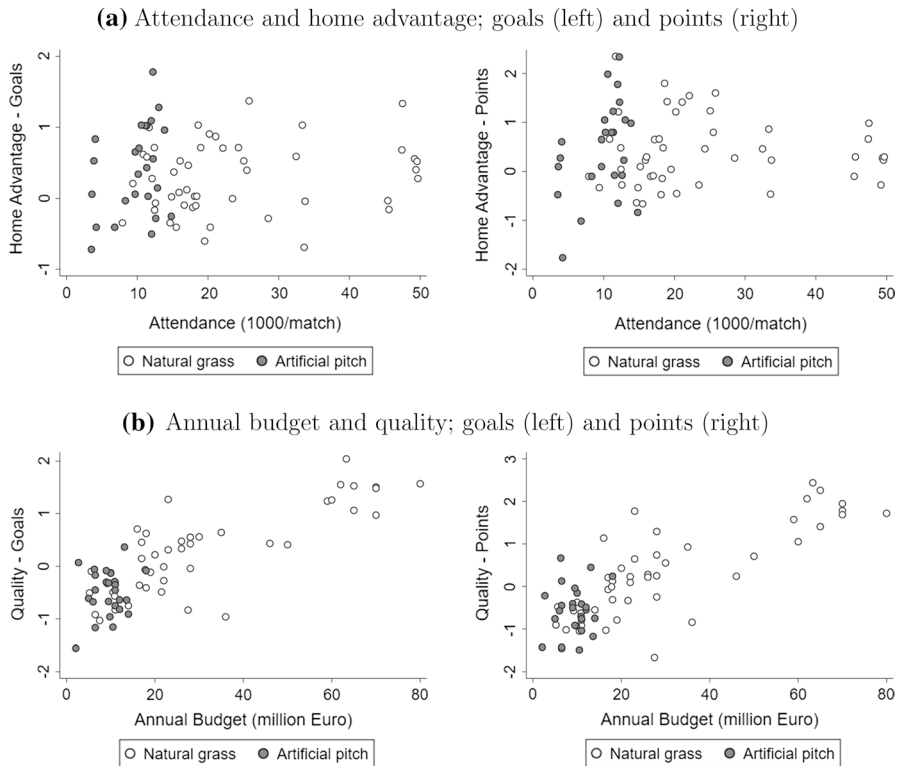 (a) Attendance and home advantage; goals (left) and points (right)
Home Advantage - Goals
2
1
0
-1
0 10 20 30 40 50
Attendance (1000/match)
Natural grass Artificial pitch
Home Advantage - Points
2
1
0
-1
-2
0 10 20 30 40 50
Attendance (1000/match)
Natural grass Artificial pitch
(b) Annual budget and quality; goals (left) and points (right)
Quality - Goals
2
1
0
-1
-2
0 20 40 60 80
Annual Budget (million Euro)
Natural grass Artificial pitch
Quality - Points
3
2
1
0
-1
-2
0 20 40 60 80
Annual Budget (million Euro)
Natural grass Artificial pitch